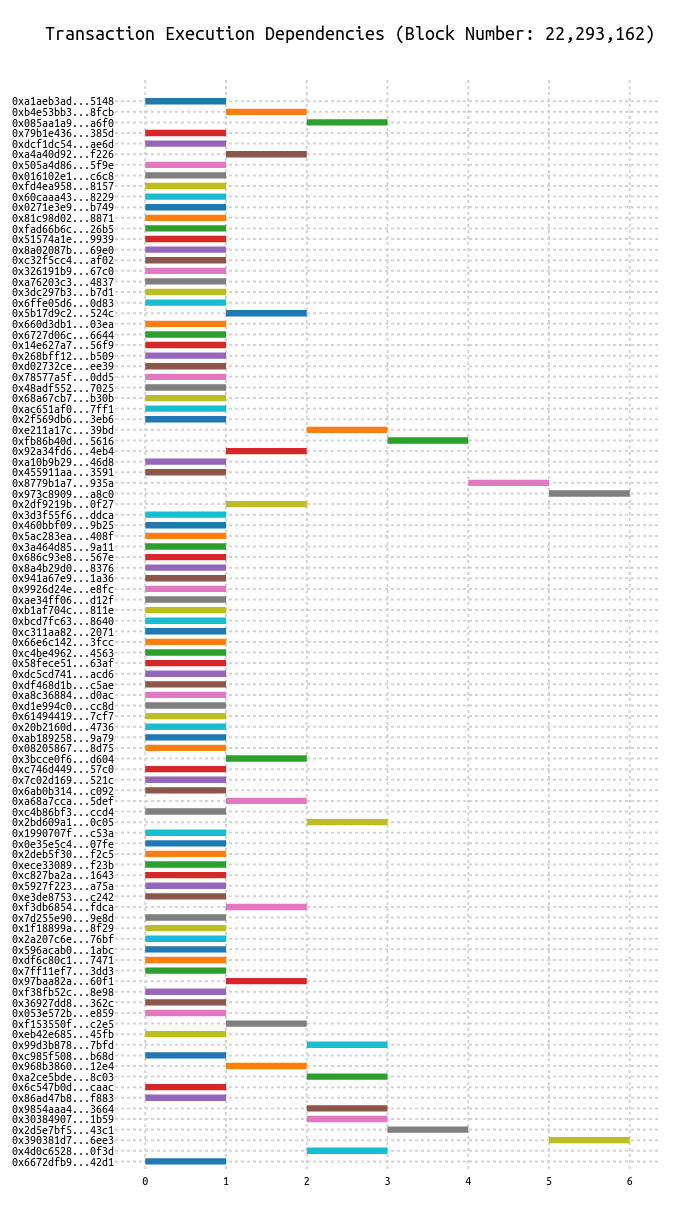 Transaction Execution Dependencies (Block Number: 22,293,162)
0xa1aeb3ad...5148
0xb4e53bb3...8fcb
0x085aa1a9...a6f0
0x79b1e436...385d
0xdcf1dc54...ae6d
0xa4a40d92...f226
0x505a4d86...5f9e
0x016102e1...c6c8
0xfd4ea958...8157
0x60caaa43...8229
0x0271e3e9...b749
0x81c98d02...8871
0xfad66b6c...26b5
0x51574a1e...9939
0x8a02087b...69e0
0xc32f5cc4...af02
0x326191b9...67c0
0xa76203c3...4837
0x3dc297b3...b7d1
0x6ffe05d6...0d83
0x5b17d9c2...524c
0x660d3db1...03ea
0x6727d06c...6644
0x14e627a7...56f9
0x268bff12...b509
0xd02732ce...ee39
0x78577a5f...0dd5
0x48adf552...7025
0x68a67cb7...b30b
0xac651af0...7ff1
0x2f569db6...3eb6
0xe211a17c...39bd
0xfb86b40d...5616
0x92a34fd6...4eb4
0xa10b9b29...46d8
0x455911aa...3591
0x8779b1a7...935a
0x973c8909...a8c0
0x2df9219b...0f27
0x3d3f55f6...ddca
0x460bbf09...9b25
0x5ac283ea...408f
0x3a464d85...9a11
0x686c93e8...567e
0x8a4b29d0...8376
0x941a67e9...1a36
0x9926d24e...e8fc
0xae34ff06...d12f
0xb1af704c...811e
0xbcd7fc63...8640
0xc311aa82...2071
0x66e6c142...3fcc
0xc4be4962...4563
0x58fece51...63af
0xdc5cd741...acd6
0xdf468d1b...c5ae
0xa8c36884...d0ac
0xd1e994c0...cc8d
0x61494419...7cf7
0x20b2160d...4736
0xab189258...9a79
0x08205867...8d75
0x3bcce0f6...d604
0xc746d449...57c0
0x7c02d169...521c
0x6ab0b314...c092
0xa68a7cca...5def
0xc4b86bf3...ccd4
0x2bd609a1...0c05
0x1990707f...c53a
0x0e35e5c4...07fe
0x2deb5f30...f2c5
0xece33089...f23b
0xc827ba2a...1643
0x5927f223...a75a
0xe3de8753...c242
0xf3db6854...fdca
0x7d255e90...9e8d
0x1f18899a...8f29
0x2a207c6e...76bf
0x596acab0...1abc
0xdf6c80c1...7471
0x7ff11ef7...3dd3
0x97baa82a...60f1
0xf38fb52c...8e98
0x36927dd8...362c
0x053e572b...e859
0xf153550f...c2e5
0xeb42e685...45fb
0x99d3b878...7bfd
0xc985f508...b68d
0x968b3860...12e4
0xa2ce5bde...8c03
0x6c547b0d...caac
0x86ad47b8...f883
0x9854aaa4...3664
0x30384907...1b59
0x2d5e7bf5...43c1
0x390381d7...6ee3
0x4d0c6528...0f3d
0x6672dfb9...42d1
0 1 2 3 4 5 6